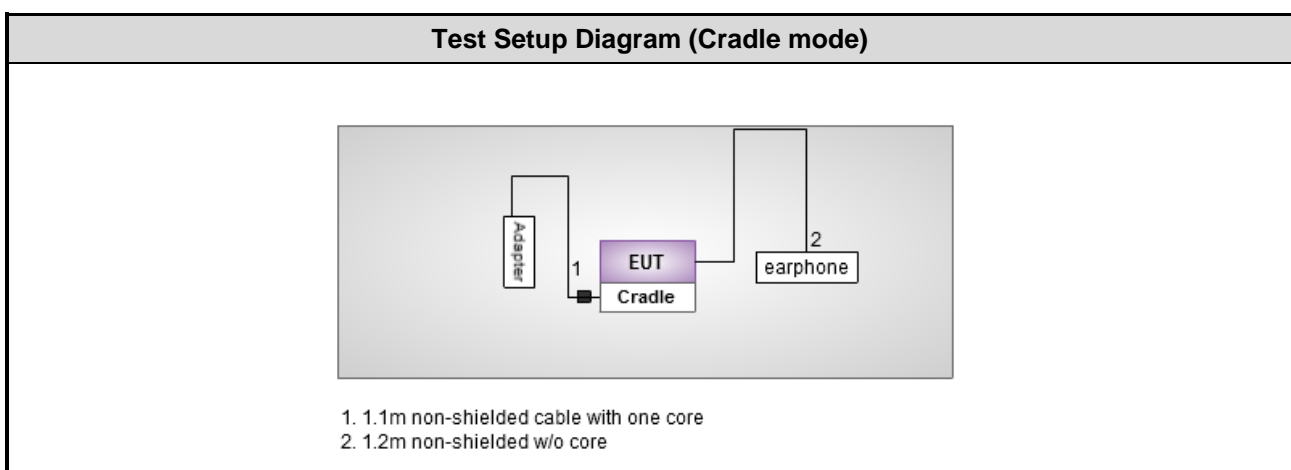 Test Setup Diagram (Cradle mode)
Adapter
1
EUT
Cradle
2
earphone
1. 1.1m non-shielded cable with one core
2. 1.2m non-shielded w/o core